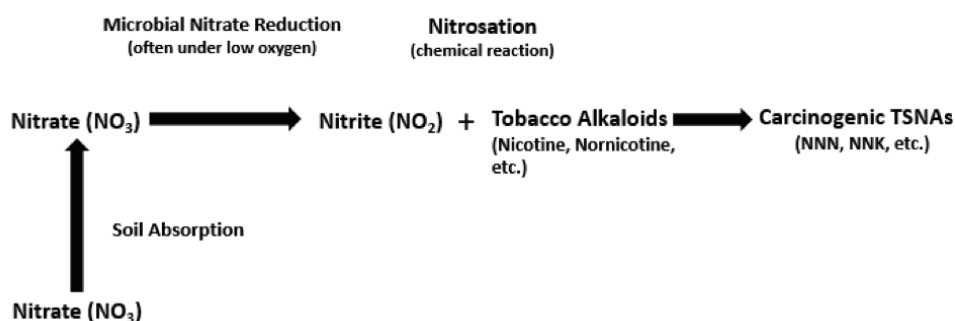 Microbial Nitrate Reduction
(often under low oxygen)
Nitrosation
(chemical reaction)
Nitrate (NO₃)
Nitrite (NO₂) + Tobacco Alkaloids
(Nicotine, Nornicotine,
etc.)
Carcinogenic TSNAs
(NNN, NNK, etc.)
Soil Absorption
Nitrate (NO₃)